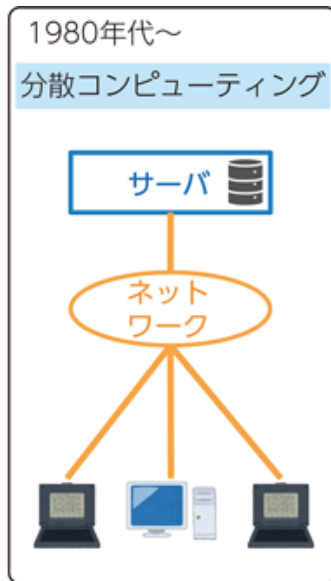 1980年代〜
分散コンピューティング
サーバ
ネット
ワーク